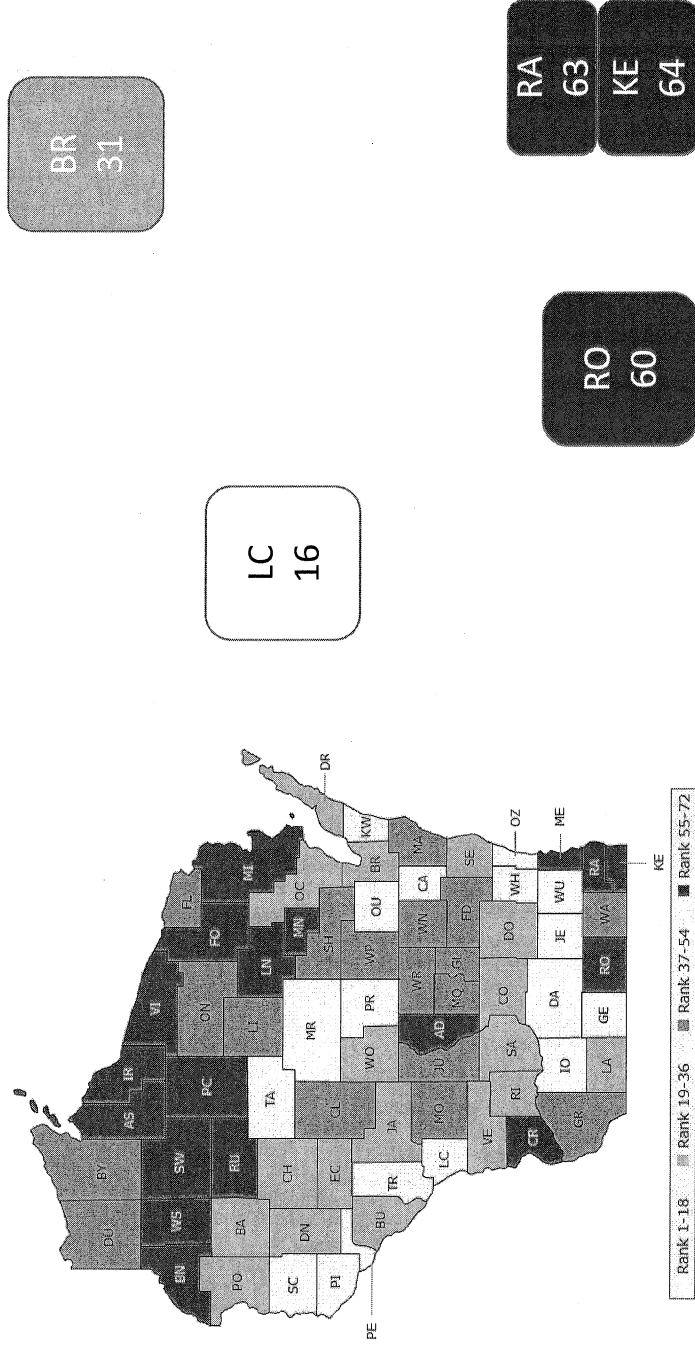 BR
31
RA
63
KE
64
RO
60
LC
16
DU
BY
BN
WS
SW
AS
IR
VI
FL
PO
BA
RU
PC
ON
FO
MI
SC
DN
CH
TA
LI
LN
OC
PI
EC
CL
MR
MN
SH
DR
PE
BU
TR
JA
WO
PR
WP
OU
BR
KW
LC
MO
JU
AD
WR
WN
CA
MA
MQ
GL
FD
SE
VE
RI
SA
CO
DO
WH
OZ
CR
IO
DA
JE
WU
ME
GR
LA
GE
RO
WA
RA
KE
Rank 1-18 Rank 19-36 Rank 37-54 Rank 55-72